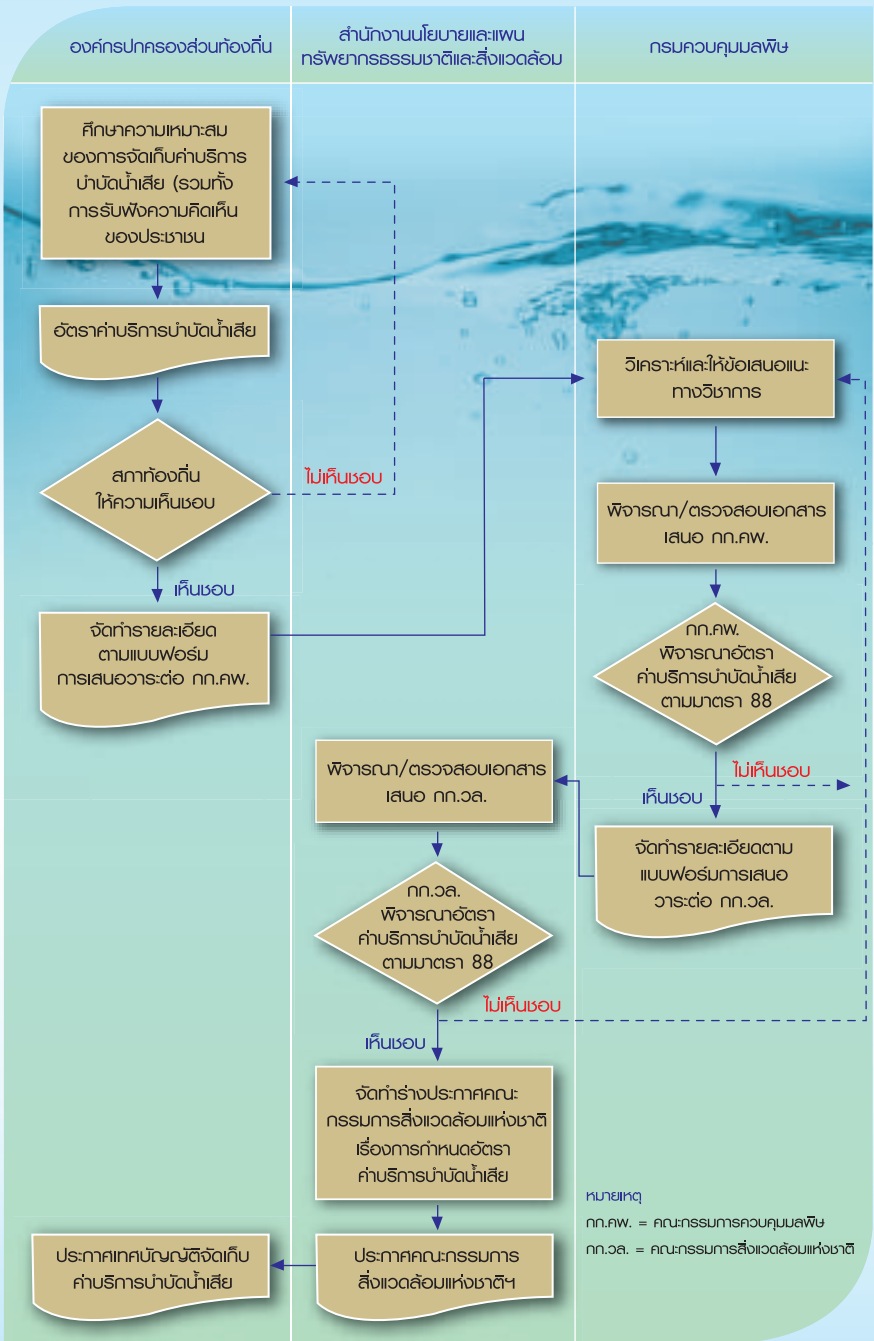 องค์กรปกครองส่วนท้องถิ่น
สำนักงานนโยบายและแผน
ทรัพยากรธรรมชาติและสิ่งแวดล้อม
กรมควบคุมมลพิษ
ศึกษาความเหมาะสม
ของการจัดเก็บค่าบริการ
บำบัดน้ำเสีย (รวมทั้ง
การรับฟังความคิดเห็น
ของประชาชน
อัตราค่าบริการบำบัดน้ำเสีย
สภาท้องถิ่น
ให้ความเห็นชอบ
ไม่เห็นชอบ
เห็นชอบ
จัดทำรายละเอียด
ตามแบบฟอร์ม
การเสนอวาระต่อ กก.คพ.
วิเคราะห์และให้ข้อเสนอแนะ
ทางวิชาการ
พิจารณา/ตรวจสอบเอกสาร
เสนอ กก.คพ.
กก.คพ.
พิจารณาอัตรา
ค่าบริการบำบัดน้ำเสีย
ตามมาตรา 88
ไม่เห็นชอบ
เห็นชอบ
จัดทำรายละเอียดตาม
แบบฟอร์มการเสนอ
วาระต่อ กก.วล.
พิจารณา/ตรวจสอบเอกสาร
เสนอ กก.วล.
กก.วล.
พิจารณาอัตรา
ค่าบริการบำบัดน้ำเสีย
ตามมาตรา 88
ไม่เห็นชอบ
เห็นชอบ
จัดทำร่างประกาศคณะ
กรรมการสิ่งแวดล้อมแห่งชาติ
เรื่องการกำหนดอัตรา
ค่าบริการบำบัดน้ำเสีย
ประกาศคณะกรรมการ
สิ่งแวดล้อมแห่งชาติฯ
ประกาศเทศบัญญัติจัดเก็บ
ค่าบริการบำบัดน้ำเสีย
หมายเหตุ
กก.คพ. = คณะกรรมการควบคุมมลพิษ
กก.วล. = คณะกรรมการสิ่งแวดล้อมแห่งชาติ